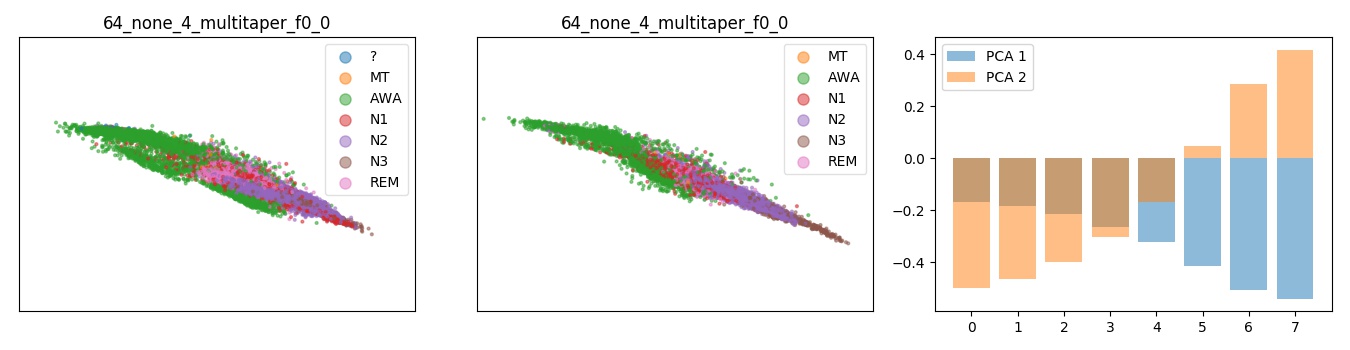 64_none_4_multitaper_f0_0
?
MT
AWA
N1
N2
N3
REM
64_none_4_multitaper_f0_0
MT
AWA
N1
N2
N3
REM
PCA 1
PCA 2
0.4
0.2
0.0
−0.2
−0.4
0 1 2 3 4 5 6 7